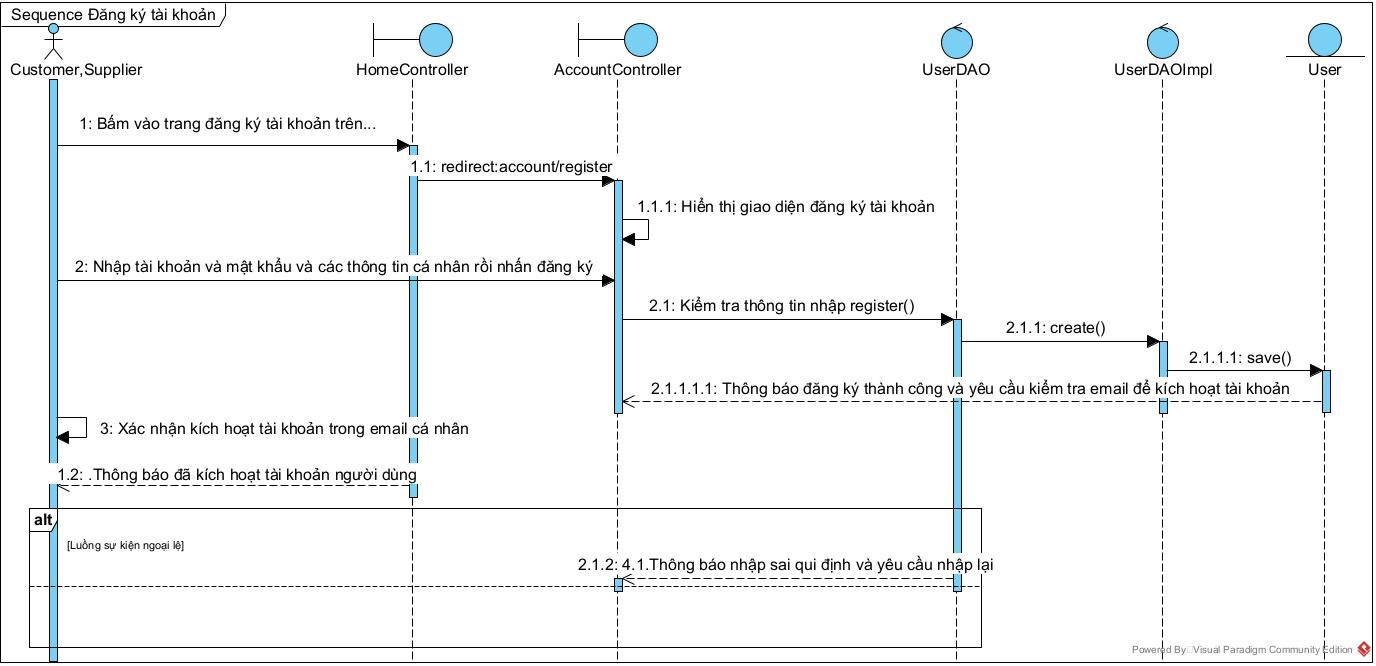 Sequence Đăng ký tài khoản
Customer,Supplier
HomeController
AccountController
UserDAO
UserDAOImpl
User
1: Bấm vào trang đăng ký tài khoản trên...
1.1: redirect:account/register
1.1.1: Hiển thị giao diện đăng ký tài khoản
2: Nhập tài khoản và mật khẩu và các thông tin cá nhân rồi nhấn đăng ký
2.1: Kiểm tra thông tin nhập register()
2.1.1: create()
2.1.1.1: save()
2.1.1.1.1: Thông báo đăng ký thành công và yêu cầu kiểm tra email để kích hoạt tài khoản
3: Xác nhận kích hoạt tài khoản trong email cá nhân
1.2: .Thông báo đã kích hoạt tài khoản người dùng
alt
[Luồng sự kiện ngoại lệ]
2.1.2: 4.1.Thông báo nhập sai qui định và yêu cầu nhập lại
Powered By Visual Paradigm Community Edition